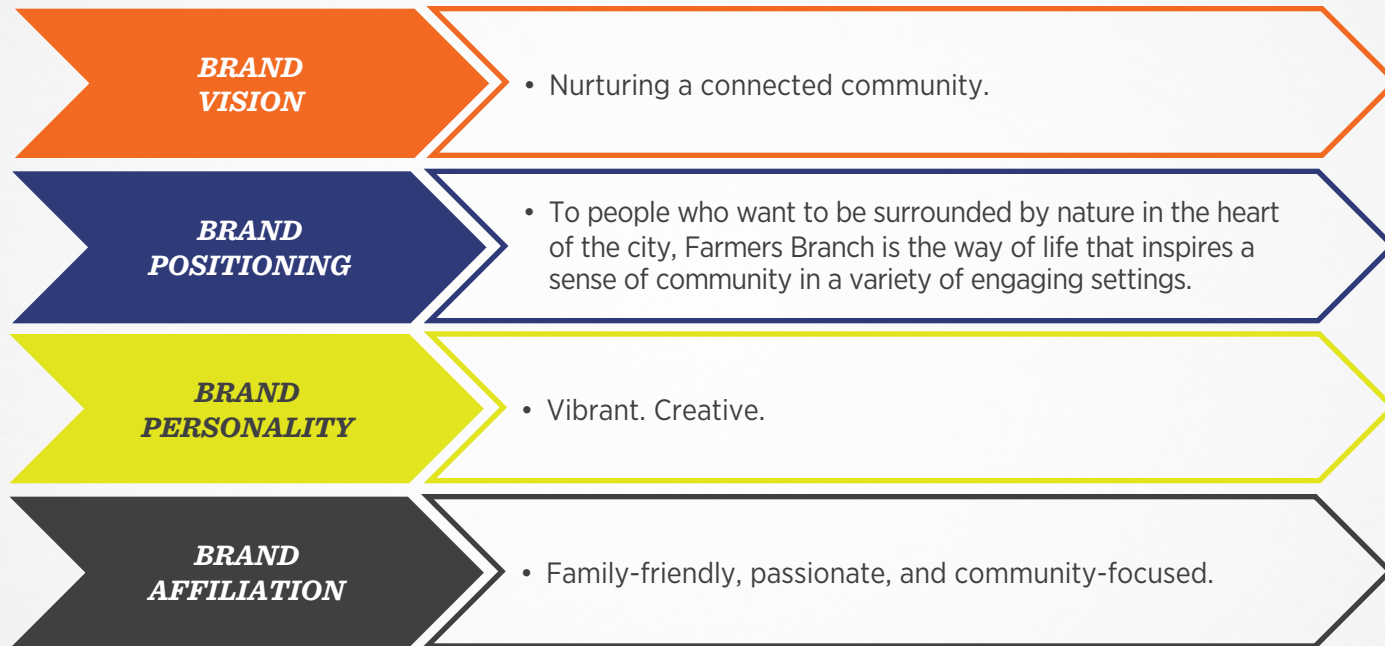 BRAND
VISION
• Nurturing a connected community.
BRAND
POSITIONING
• To people who want to be surrounded by nature in the heart
of the city, Farmers Branch is the way of life that inspires a
sense of community in a variety of engaging settings.
BRAND
PERSONALITY
• Vibrant. Creative.
BRAND
AFFILIATION
• Family-friendly, passionate, and community-focused.